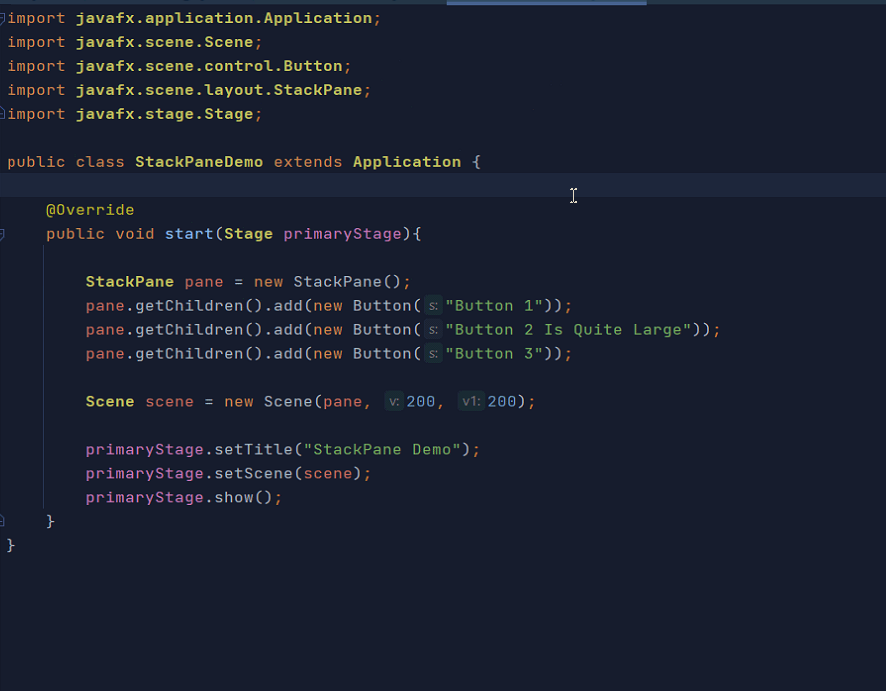 import javafx.application.Application;
import javafx.scene.Scene;
import javafx.scene.control.Button;
import javafx.scene.layout.StackPane;
import javafx.stage.Stage;
public class StackPaneDemo extends Application {
@Override
public void start(Stage primaryStage){
StackPane pane = new StackPane();
pane.getChildren().add(new Button( s: "Button 1"));
pane.getChildren().add(new Button( s: "Button 2 Is Quite Large"));
pane.getChildren().add(new Button( s: "Button 3"));
Scene scene = new Scene(pane, v: 200, v1: 200);
primaryStage.setTitle("StackPane Demo");
primaryStage.setScene(scene);
primaryStage.show();
}
}